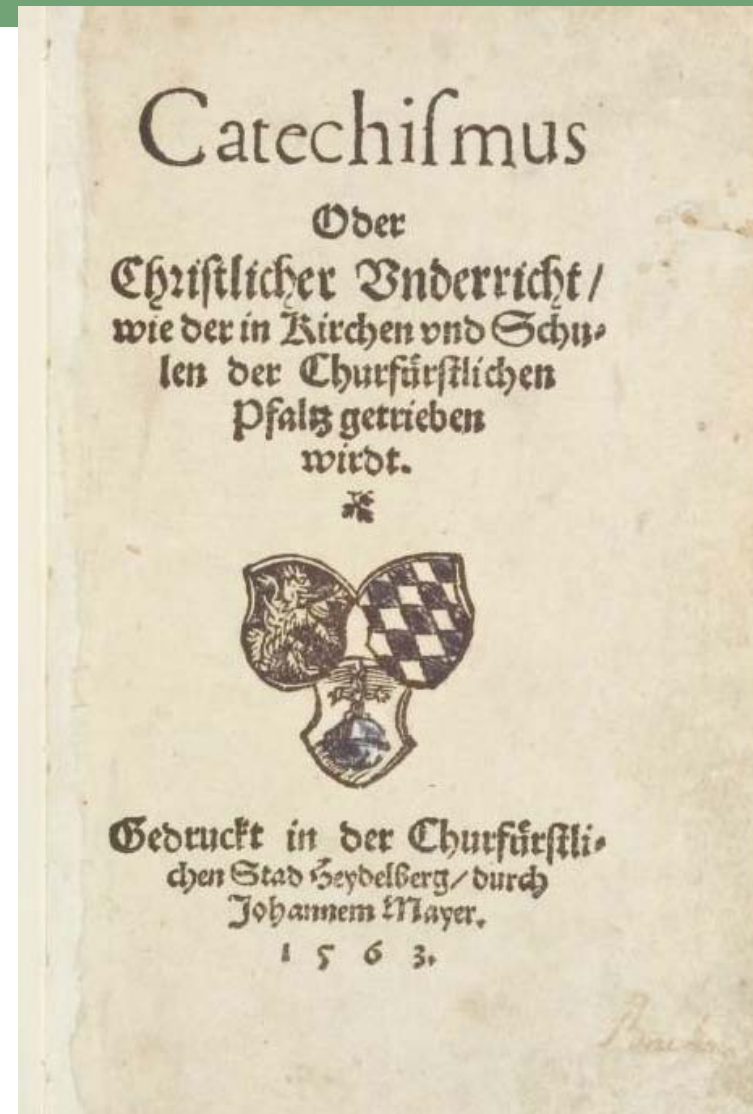 Catechiſmus
Oder
Chriſtlicher Vnderricht/
wie der in Kirchen vnd Schu⸗
len der Churfürſtlichen
Pfaltz getrieben
wirdt.
Gedruckt in der Churfürſtli⸗
chen Stad Heydelberg/ durch
Johannem Mayer.
1 5 6 3.